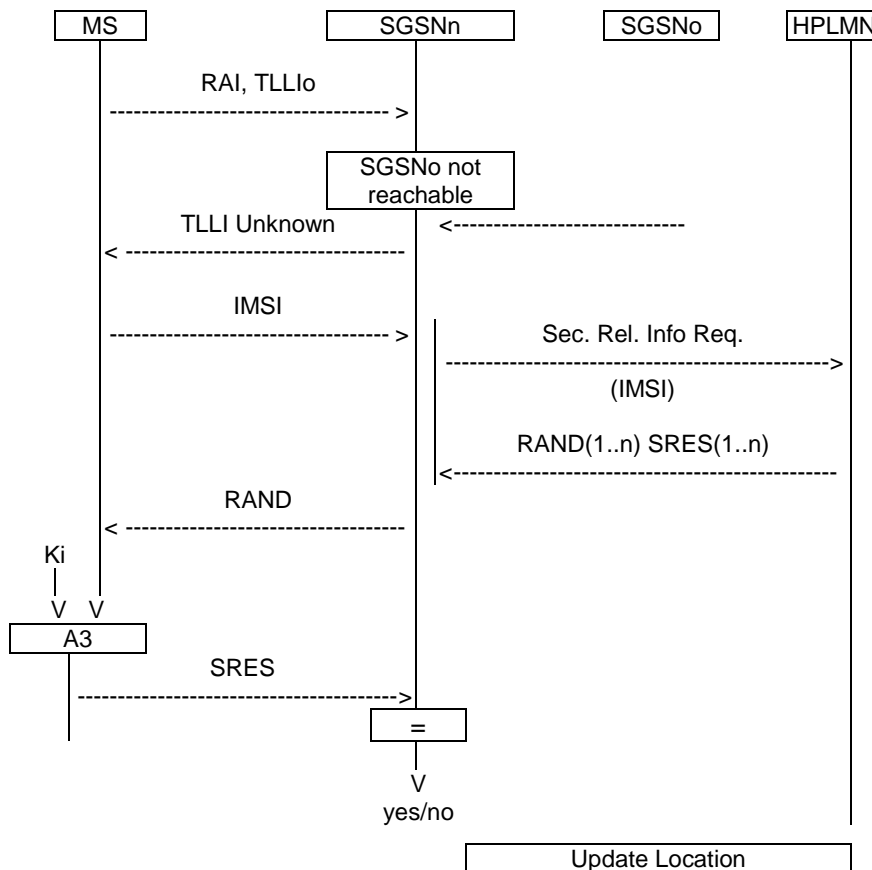 MS SGSNn SGSNo HPLMN
RAI, TLLIo
-------------------------------- >
SGSNo not
reachable
TLLI Unknown
<---------------------------
< --------------------------------
IMSI
-------------------------------- >
Sec. Rel. Info Req.
--------------------------------------------->
(IMSI)
RAND(1..n) SRES(1..n)
<---------------------------------------------
RAND
< --------------------------------
Ki
V V
A3
SRES
------------------------------------->
=
V
yes/no
Update Location